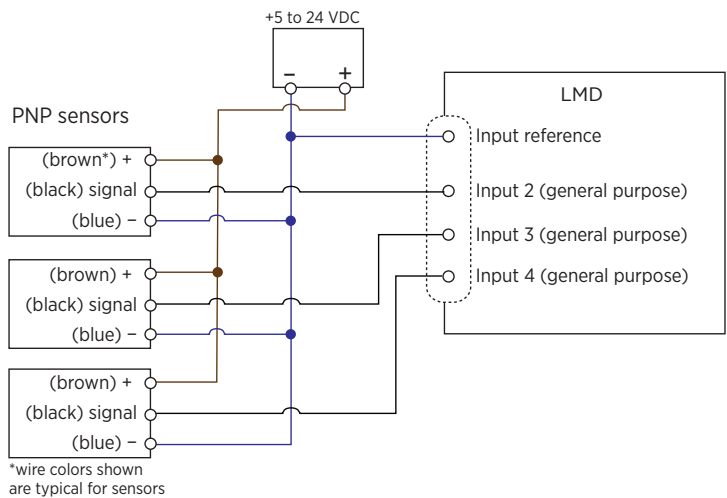 +5 to 24 VDC
− +
PNP sensors
LMD
(brown*) +
(black) signal
(blue) −
Input reference
Input 2 (general purpose)
Input 3 (general purpose)
Input 4 (general purpose)
(brown) +
(black) signal
(blue) −
(brown) +
(black) signal
(blue) −
*wire colors shown
are typical for sensors